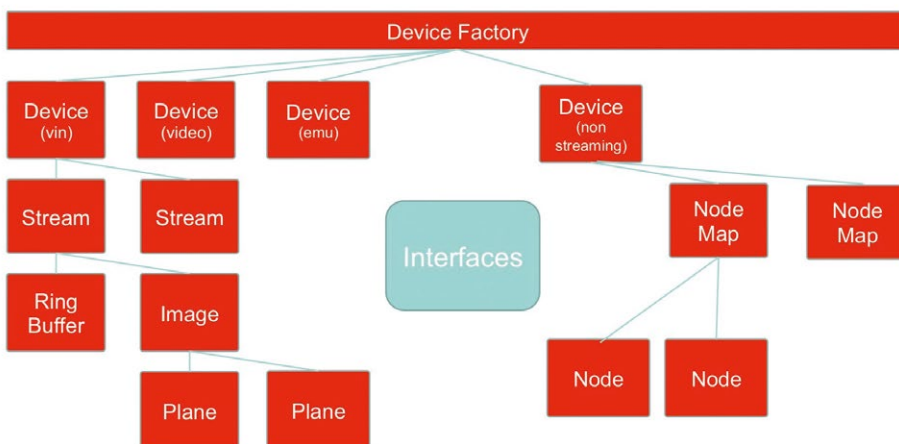 Device Factory
Device
(vin)
Device
(video)
Device
(emu)
Device
(non
streaming)
Stream
Stream
Node
Map
Node
Map
Interfaces
Ring
Buffer
Image
Node
Node
Plane
Plane